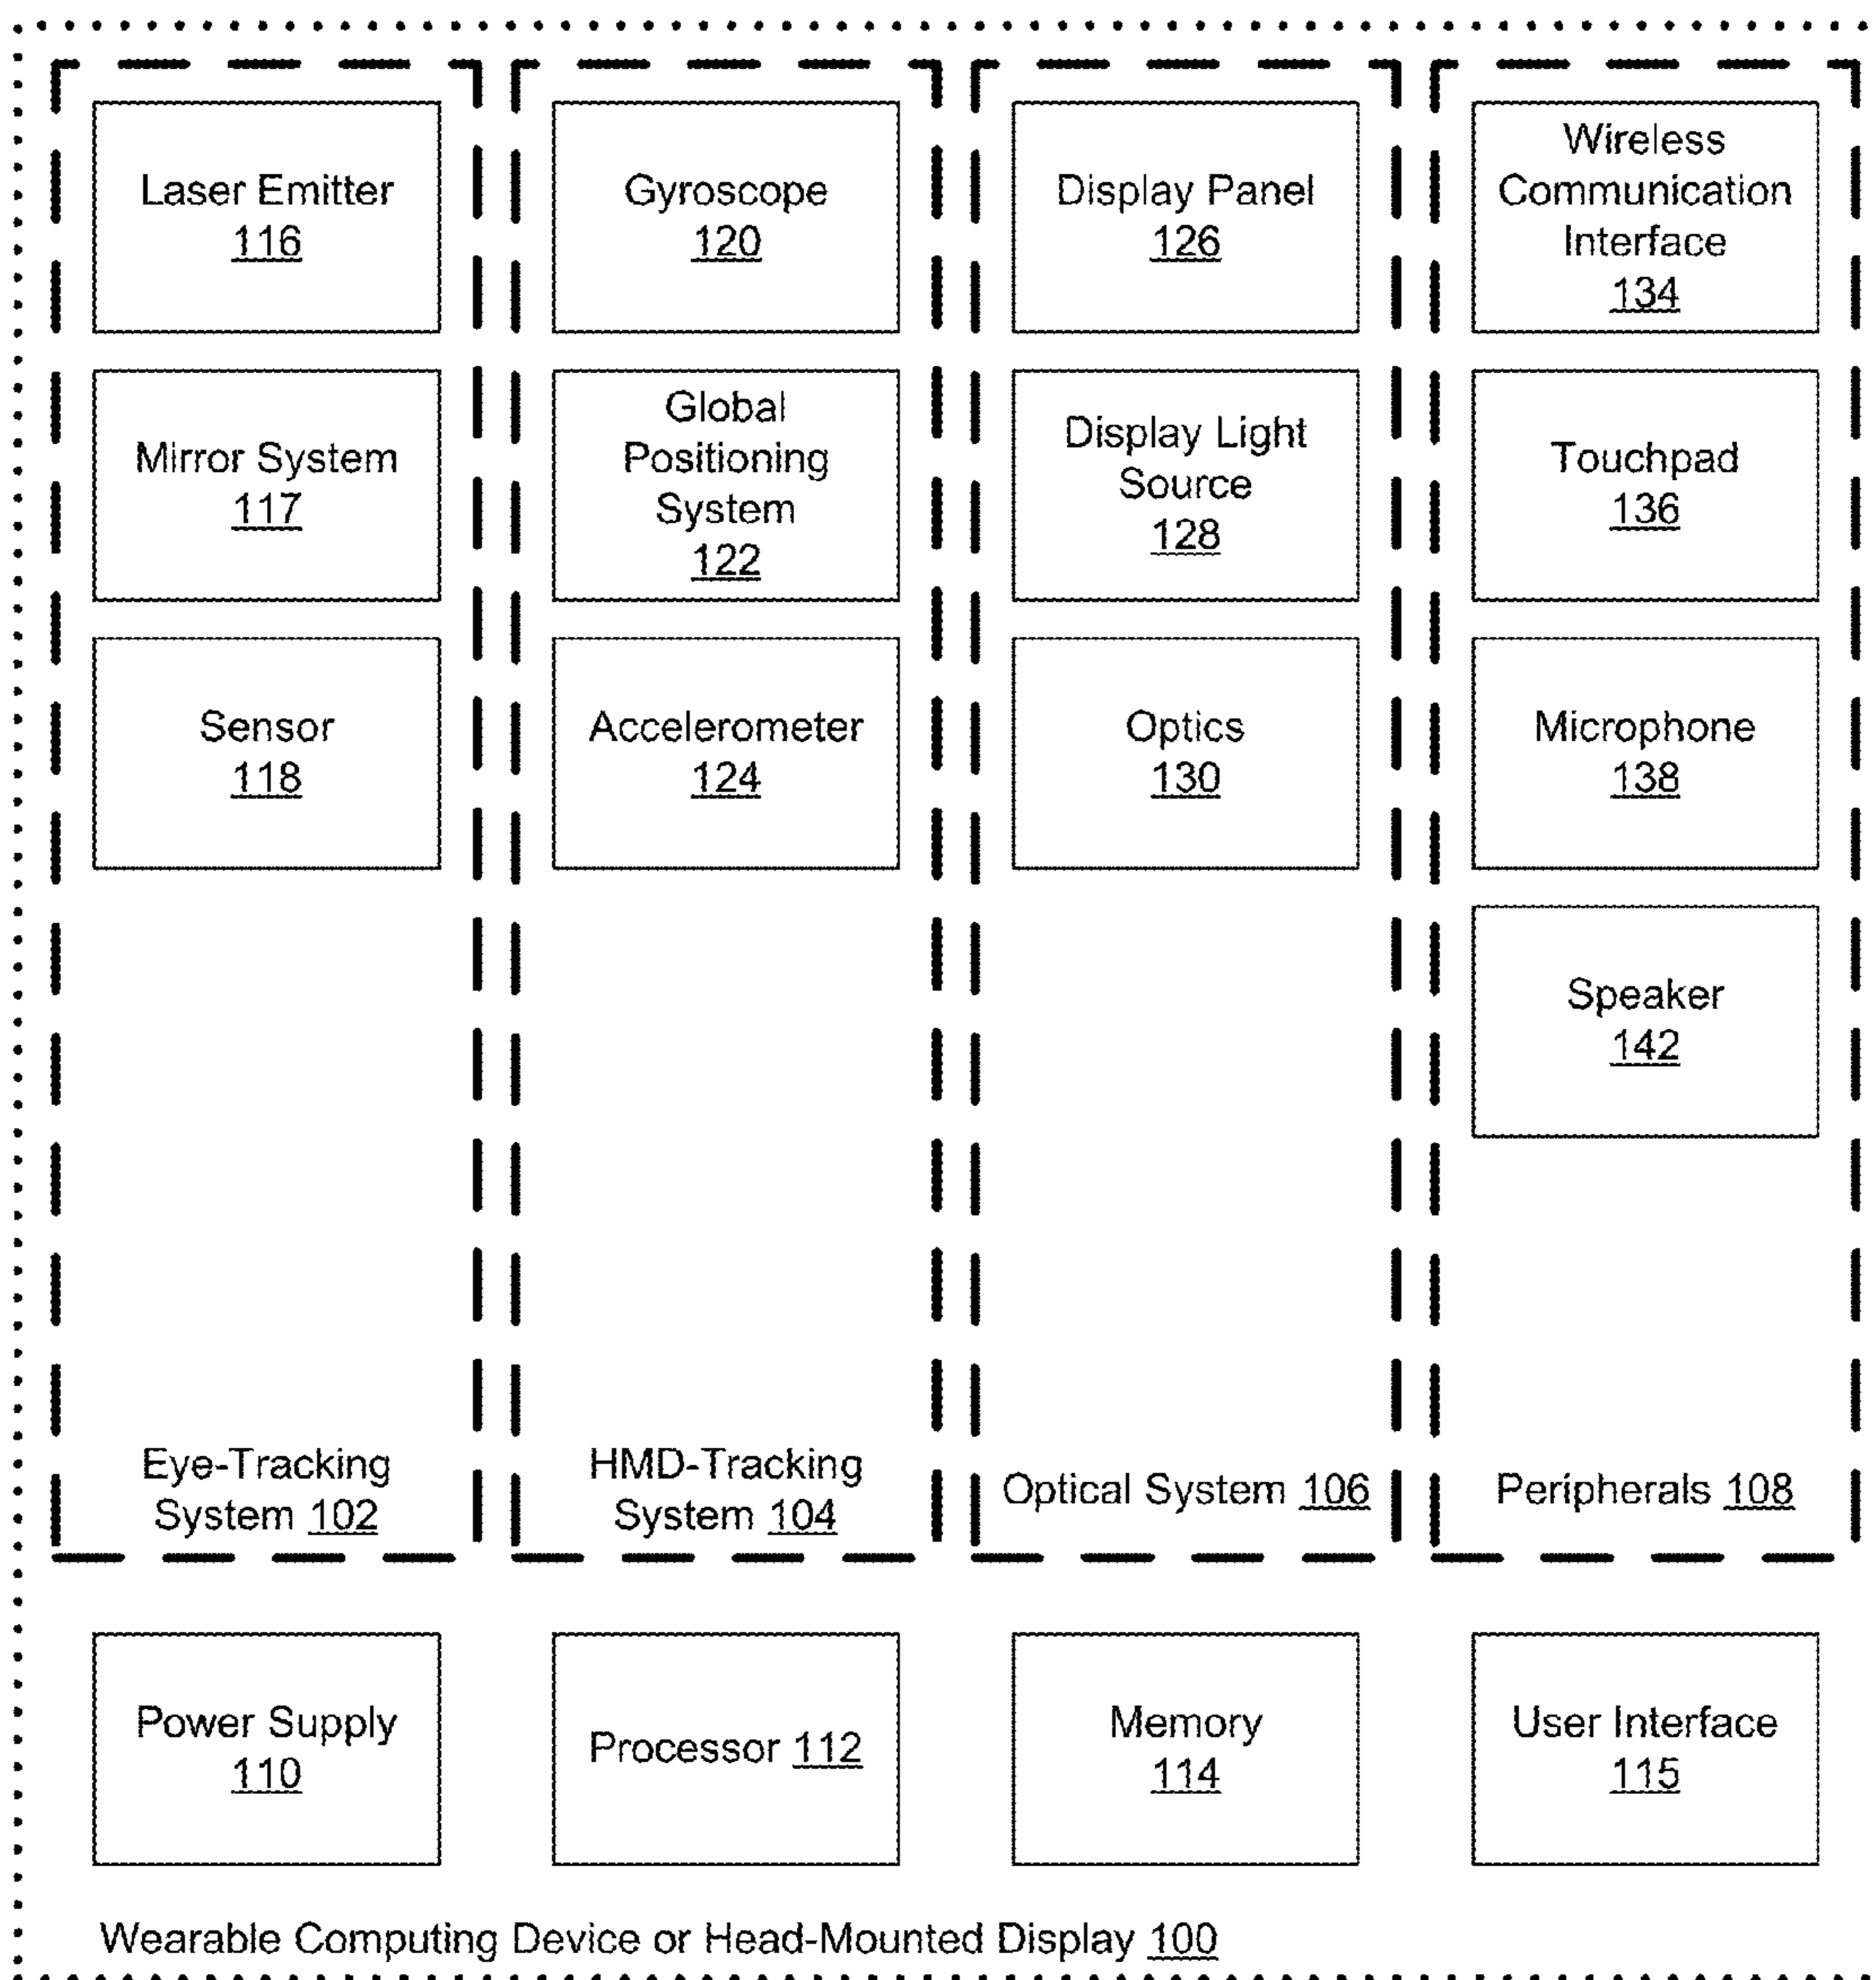 Laser Emitter
116
Mirror System
117
Sensor
118
Eye-Tracking
System 102
Gyroscope
120
Global
Positioning
System
122
Accelerometer
124
HMD-Tracking
System 104
Display Panel
126
Display Light
Source
128
Optics
130
Optical System 106
Wireless
Communication
Interface
134
Touchpad
136
Microphone
138
Speaker
142
Peripherals 108
Power Supply
110
Processor 112
Memory
114
User Interface
115
Wearable Computing Device or Head-Mounted Display 100